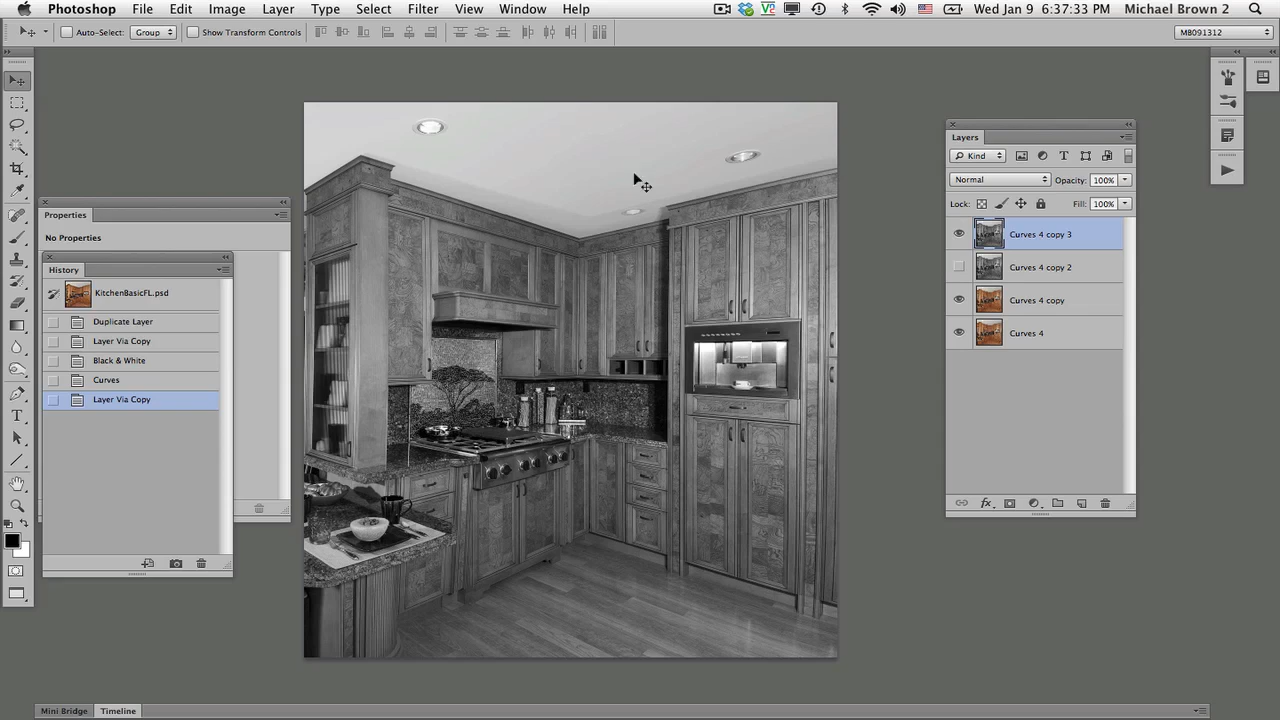 Photoshop File Edit Image Layer Type Select Filter View Window Help Wed Jan 9 6:37:33 PM Michael Brown 2
Auto-Select: Group Show Transform Controls M8091312
Properties
No Properties
History
KitchenBasicFL.psd
Duplicate Layer
Layer Via Copy
Black & White
Curves
Layer Via Copy
Layers
Kind
Normal Opacity: 100%
Lock: Fill: 100%
Curves 4 copy 3
Curves 4 copy 2
Curves 4 copy
Curves 4
fx
Mini Bridge Timeline